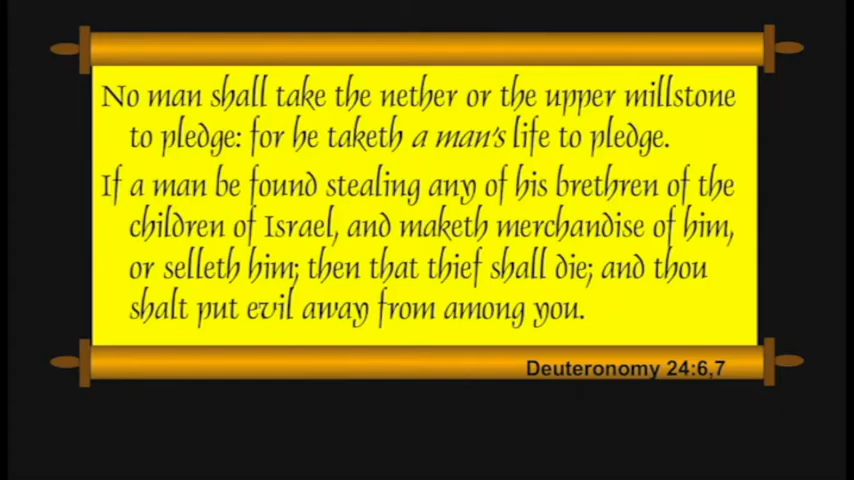 No man shall take the nether or the upper millstone
to pledge: for he taketh a man's life to pledge.
If a man be found stealing any of his brethren of the
children of Israel, and maketh merchandise of him,
or selleth him; then that thief shall die; and thou
shalt put evil away from among you.
Deuteronomy 24:6,7